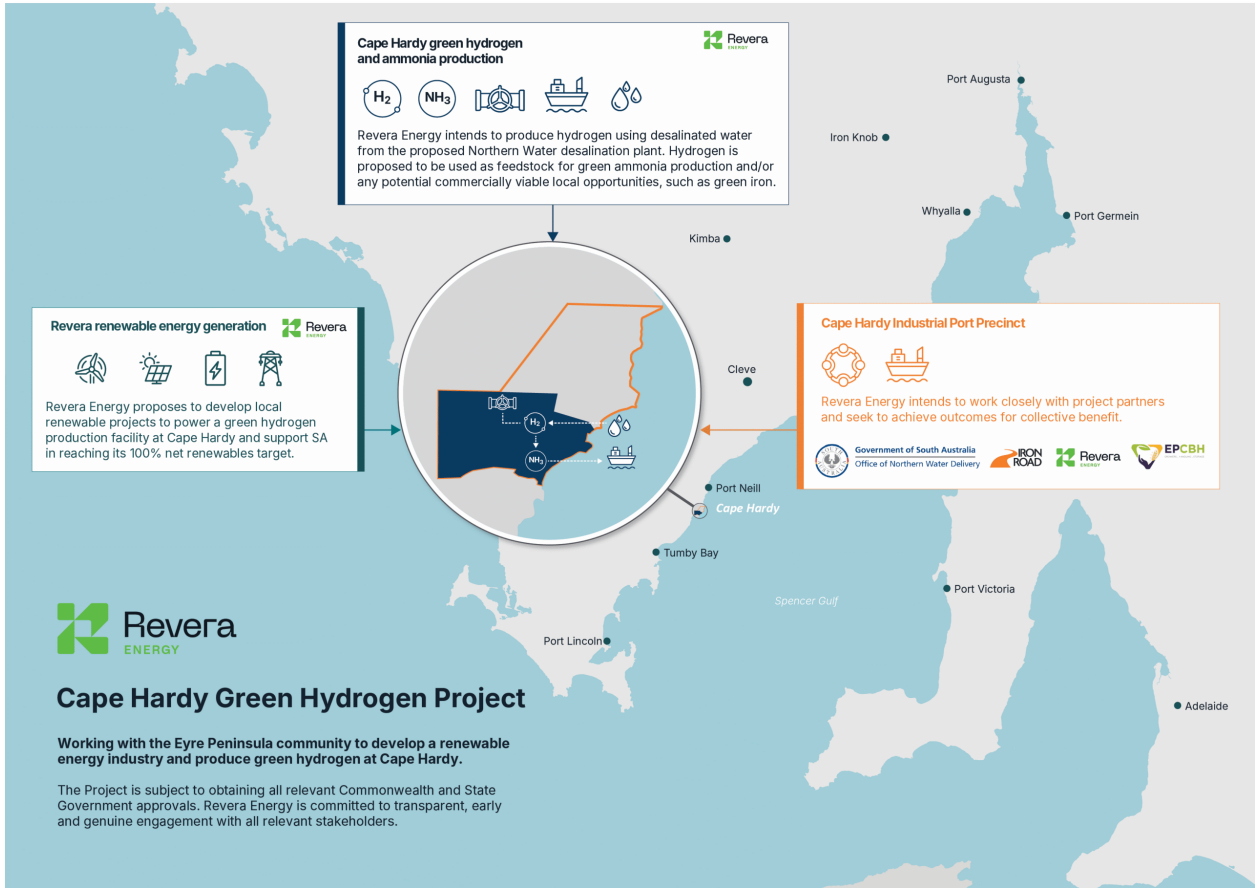 Cape Hardy green hydrogen
and ammonia production
Revera
ENERGY
H2
NH3
Revera Energy intends to produce hydrogen using desalinated water
from the proposed Northern Water desalination plant. Hydrogen is
proposed to be used as feedstock for green ammonia production and/or
any potential commercially viable local opportunities, such as green iron.
Port Augusta
Iron Knob
Whyalla
Port Germein
Kimba
Revera renewable energy generation
Revera
ENERGY
Revera Energy proposes to develop local
renewable projects to power a green hydrogen
production facility at Cape Hardy and support SA
in reaching its 100% net renewables target.
H2
NH3
Cape Hardy Industrial Port Precinct
Revera Energy intends to work closely with project partners
and seek to achieve outcomes for collective benefit.
Government of South Australia
Office of Northern Water Delivery
IRON
ROAD
Revera
ENERGY
EPCBH
Cleve
Port Neill
Cape Hardy
Tumby Bay
Port Victoria
Spencer Gulf
Port Lincoln
Adelaide
Revera
ENERGY
Cape Hardy Green Hydrogen Project
Working with the Eyre Peninsula community to develop a renewable
energy industry and produce green hydrogen at Cape Hardy.
The Project is subject to obtaining all relevant Commonwealth and State
Government approvals. Revera Energy is committed to transparent, early
and genuine engagement with all relevant stakeholders.